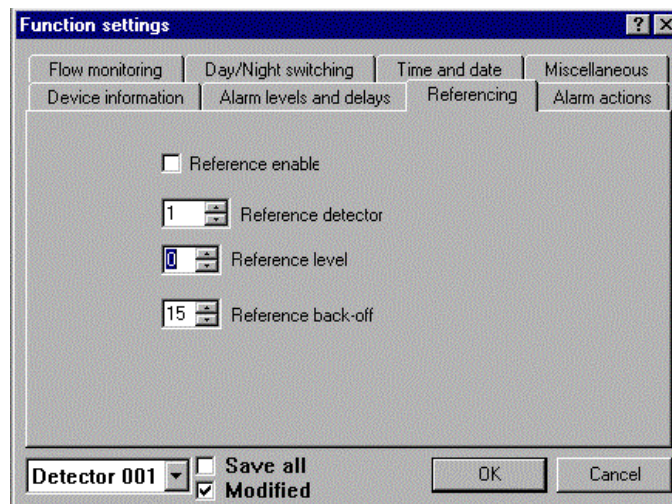 Function settings
Flow monitoring Day/Night switching Time and date Miscellaneous
Device information Alarm levels and delays Referencing Alarm actions
Reference enable
1 Reference detector
0 Reference level
15 Reference back-off
Detector 001 Save all OK Cancel
Modified